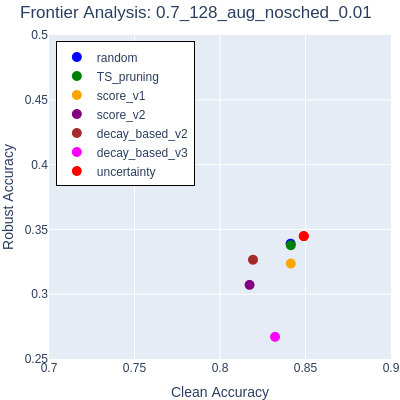 Frontier Analysis: 0.7_128_aug_nosched_0.01
0.5
0.45
0.4
0.35
0.3
0.25
Robust Accuracy
random
TS_pruning
score_v1
score_v2
decay_based_v2
decay_based_v3
uncertainty
0.7
0.75
0.8
0.85
0.9
Clean Accuracy